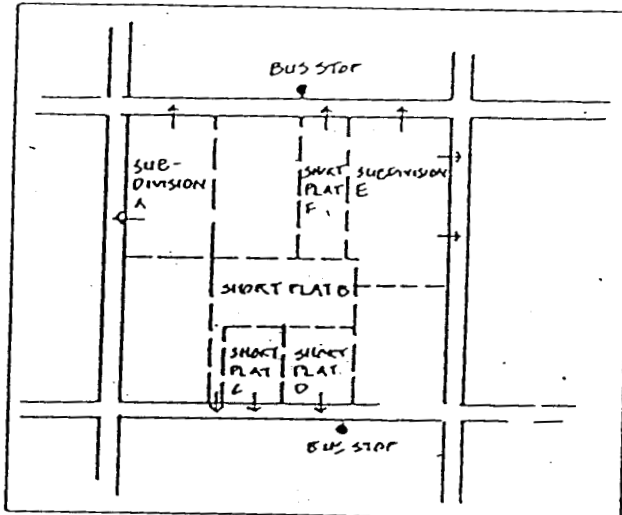 BUS STOP
SUB-
DIVISION
A
SHORT
PLAT
F
SUBDIVISION
E
SHORT PLAT B
SHORT
PLAT
C
SHORT
PLAT
D
BUS STOP